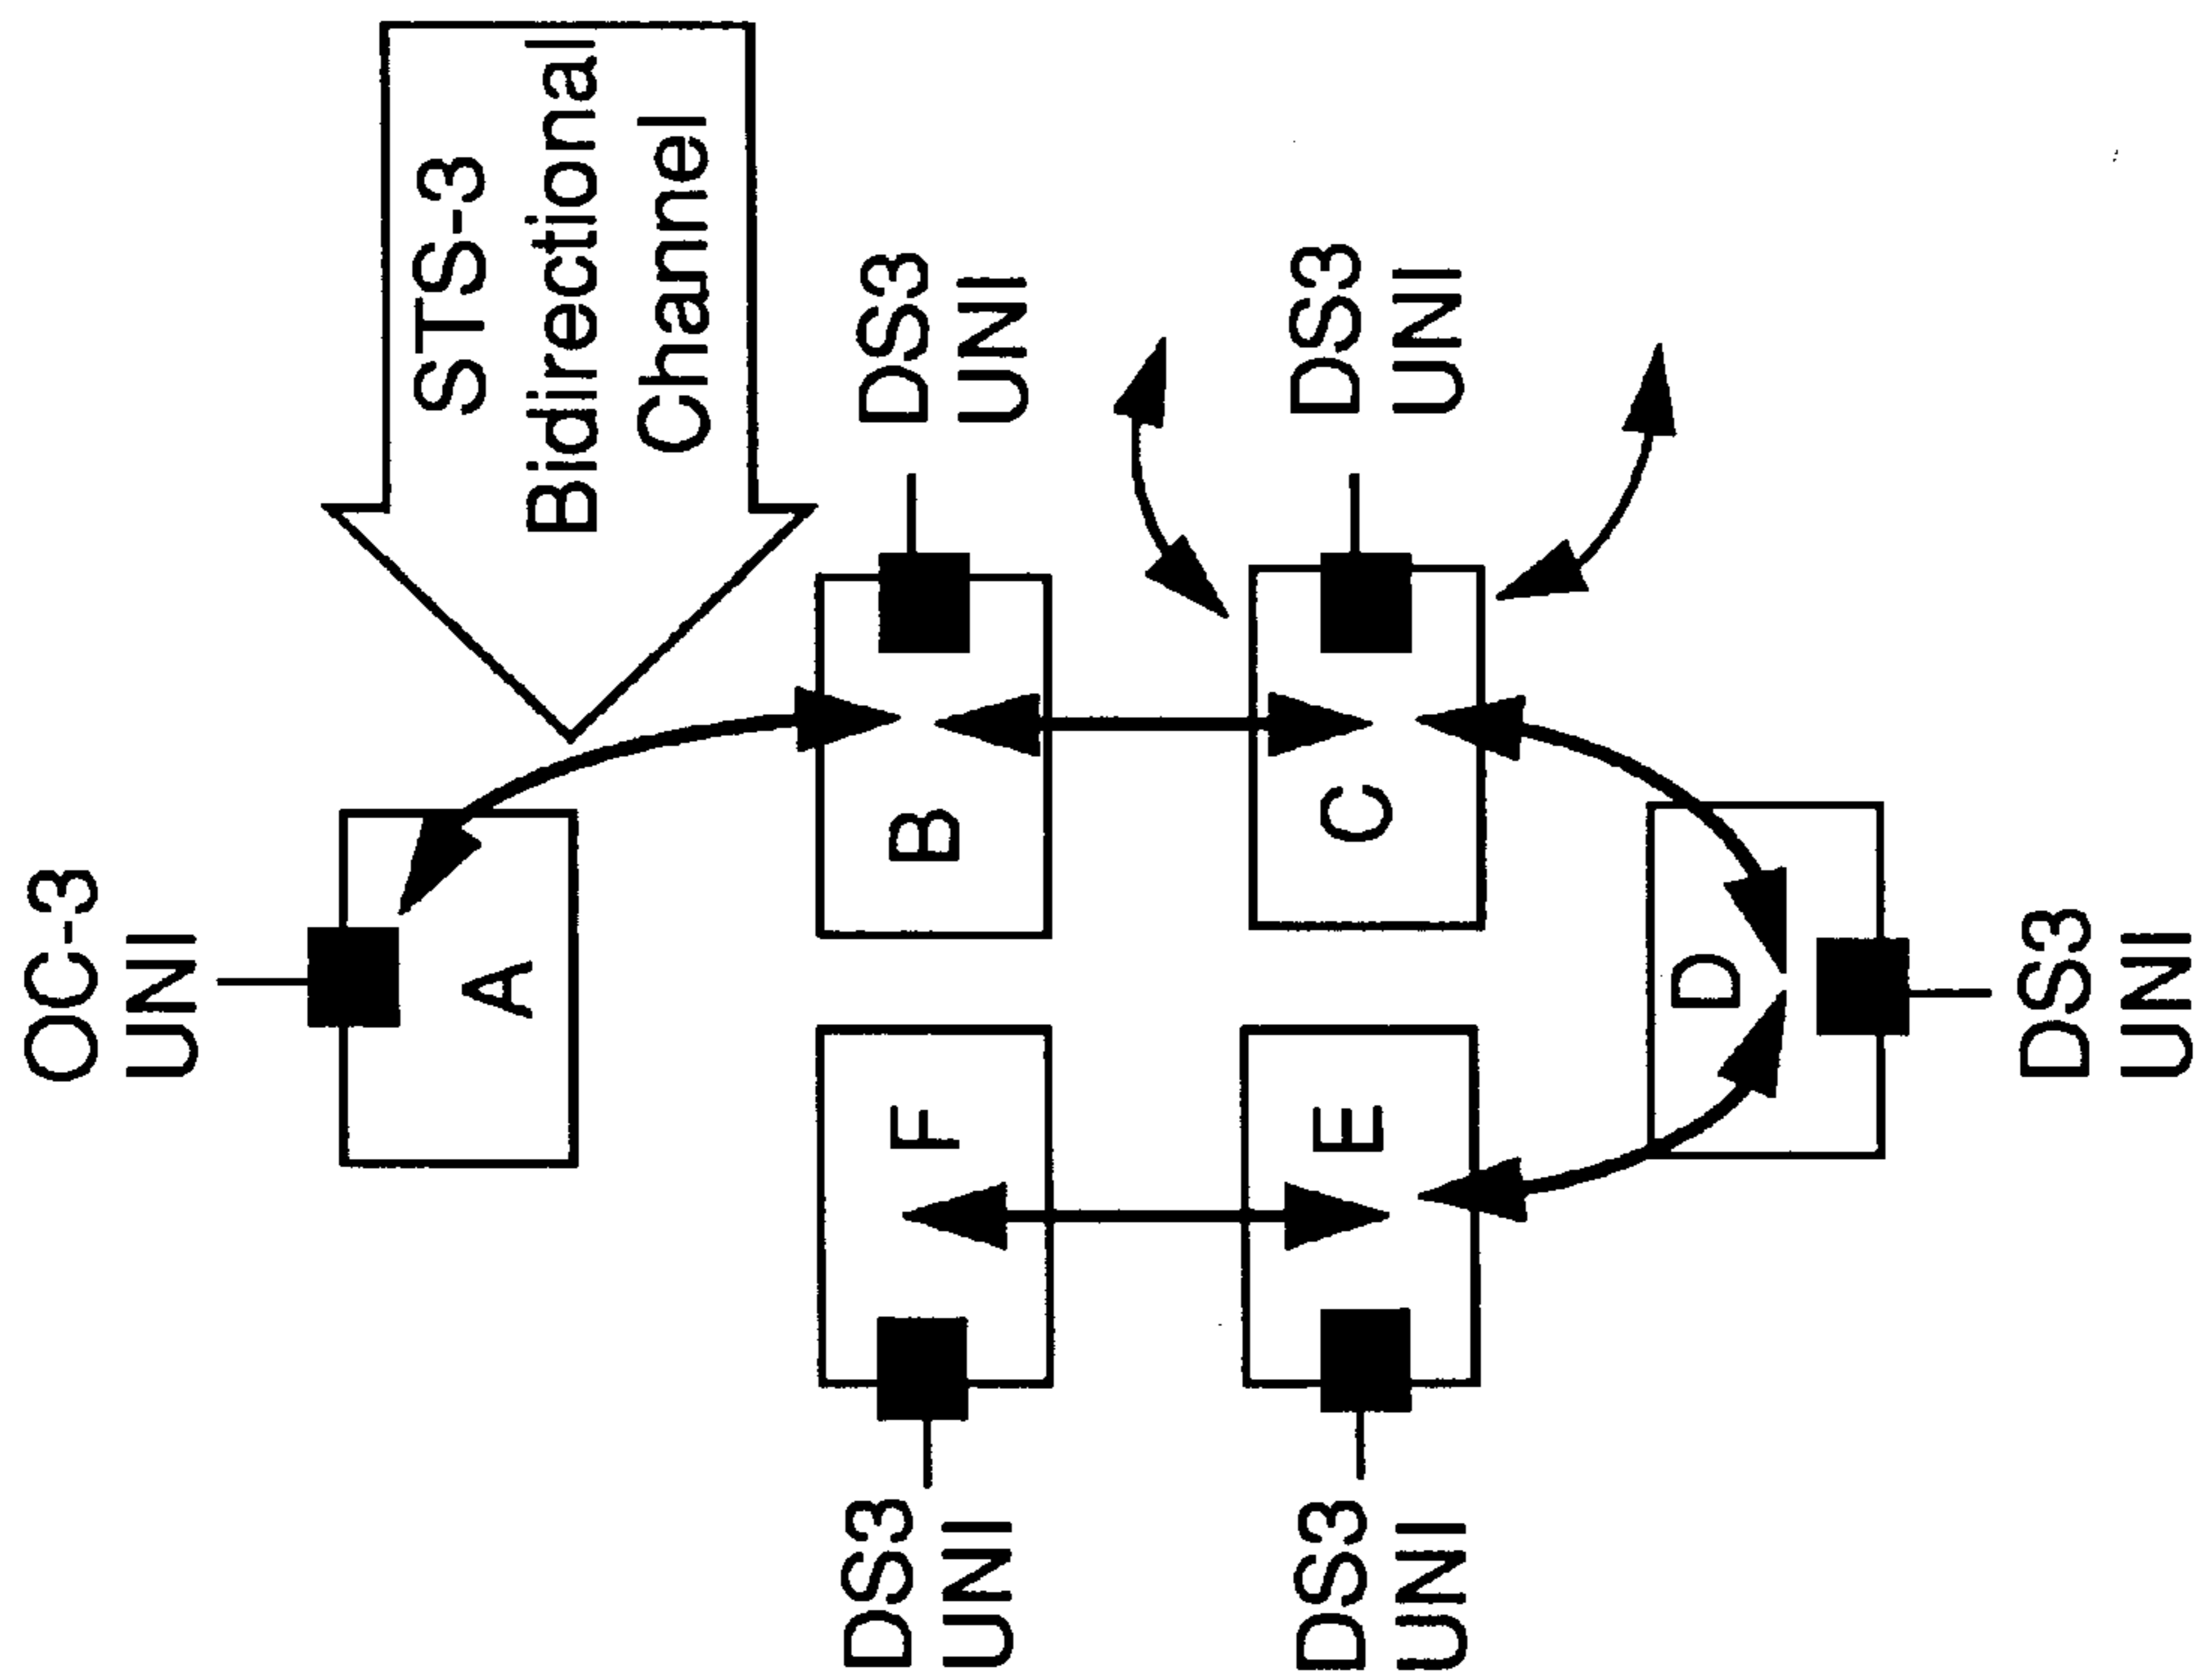 OC-3
UNI
A
STS-3
Bidirectional
Channel
DS3
UNI
F
B
DS3
UNI
DS3
UNI
E
C
DS3
UNI
D
DS3
UNI